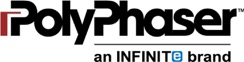 PolyPhaser™
an INFINITe brand